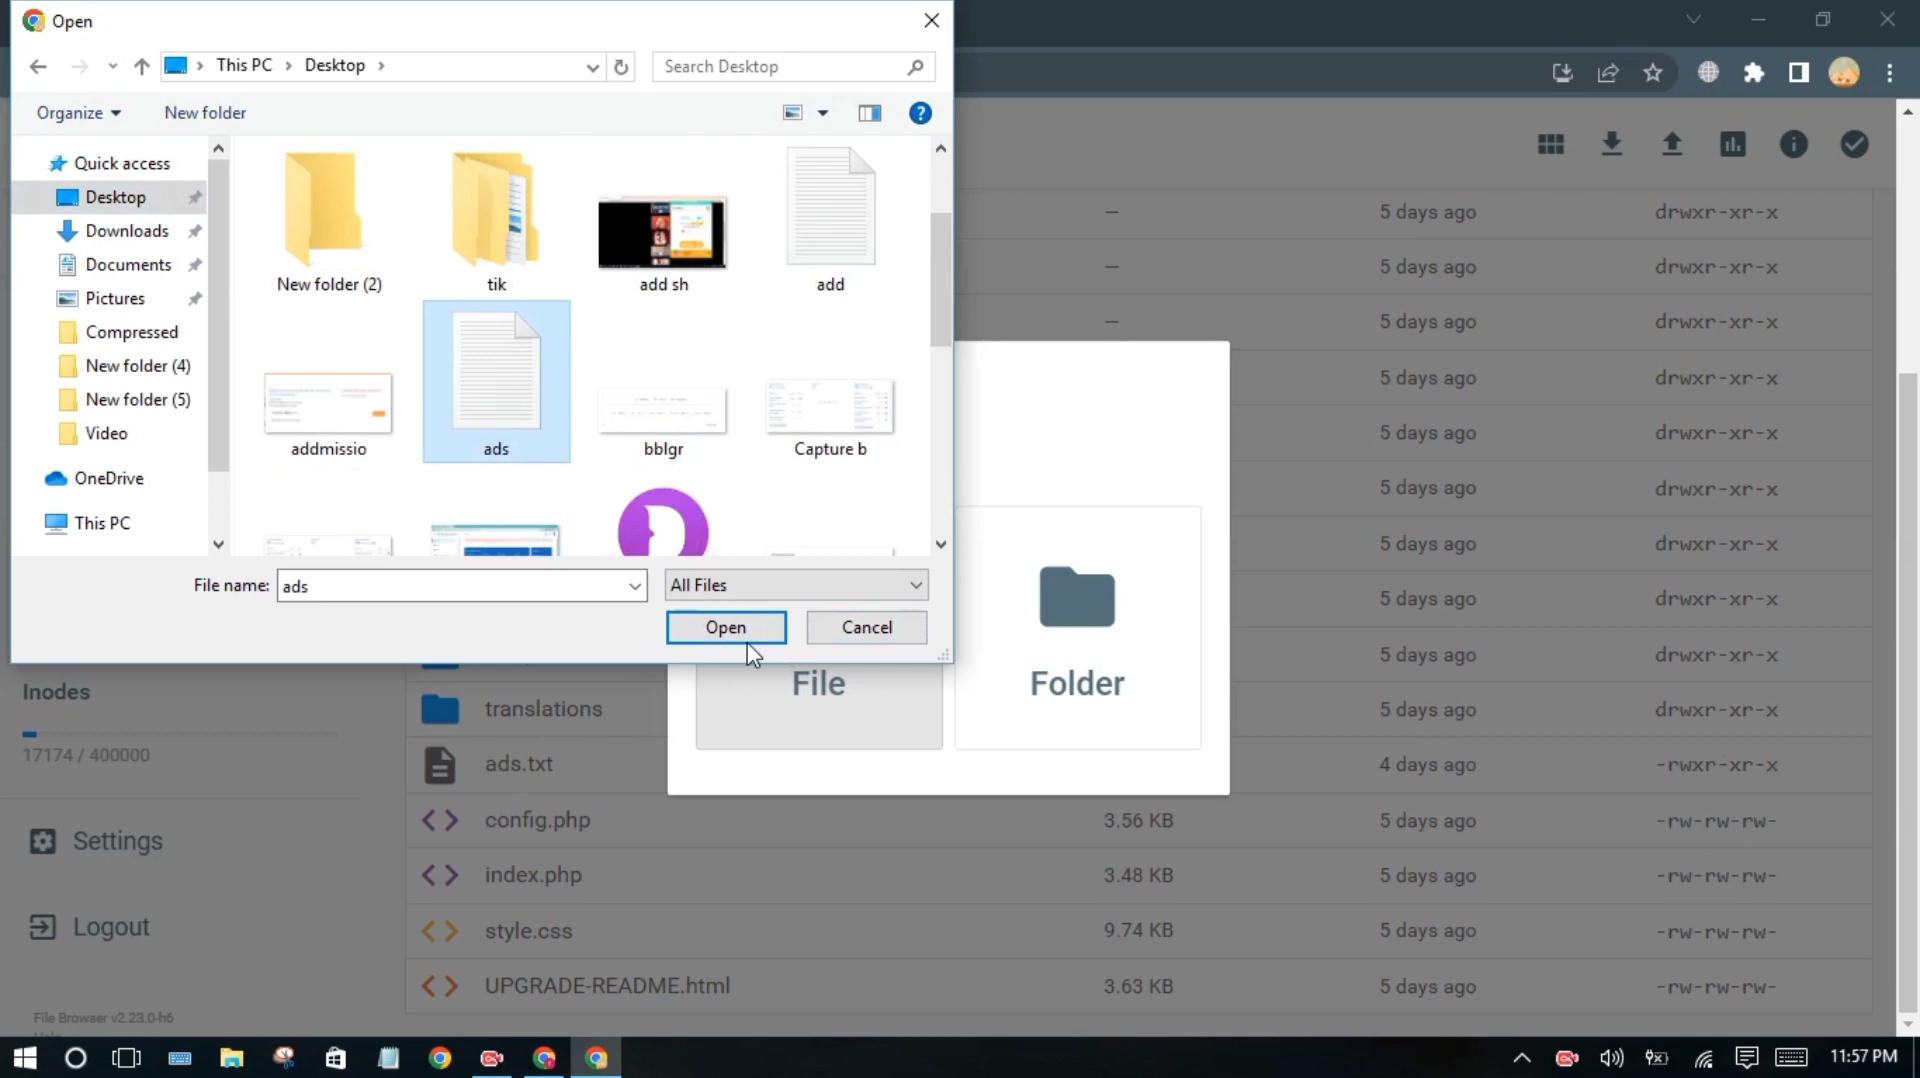 Open
This PC
Desktop
Search Desktop
Organize
New folder
Quick access
Desktop
Downloads
Documents
Pictures
Compressed
New folder (4)
New folder (5)
Video
OneDrive
This PC
New folder (2)
tik
add sh
add
addmissio
ads
bblgr
Capture b
File name:
ads
All Files
Open
Cancel
File
Folder
— 5 days ago drwxr-xr-x
— 5 days ago drwxr-xr-x
— 5 days ago drwxr-xr-x
5 days ago drwxr-xr-x
5 days ago drwxr-xr-x
5 days ago drwxr-xr-x
5 days ago drwxr-xr-x
5 days ago drwxr-xr-x
5 days ago drwxr-xr-x
translations 5 days ago drwxr-xr-x
ads.txt 4 days ago -rwxr-xr-x
config.php 3.56 KB 5 days ago -rw-rw-rw-
index.php 3.48 KB 5 days ago -rw-rw-rw-
style.css 9.74 KB 5 days ago -rw-rw-rw-
UPGRADE-README.html 3.63 KB 5 days ago -rw-rw-rw-
Inodes
17174 / 400000
Settings
Logout
File Browser v2.23.0-h6
11:57 PM